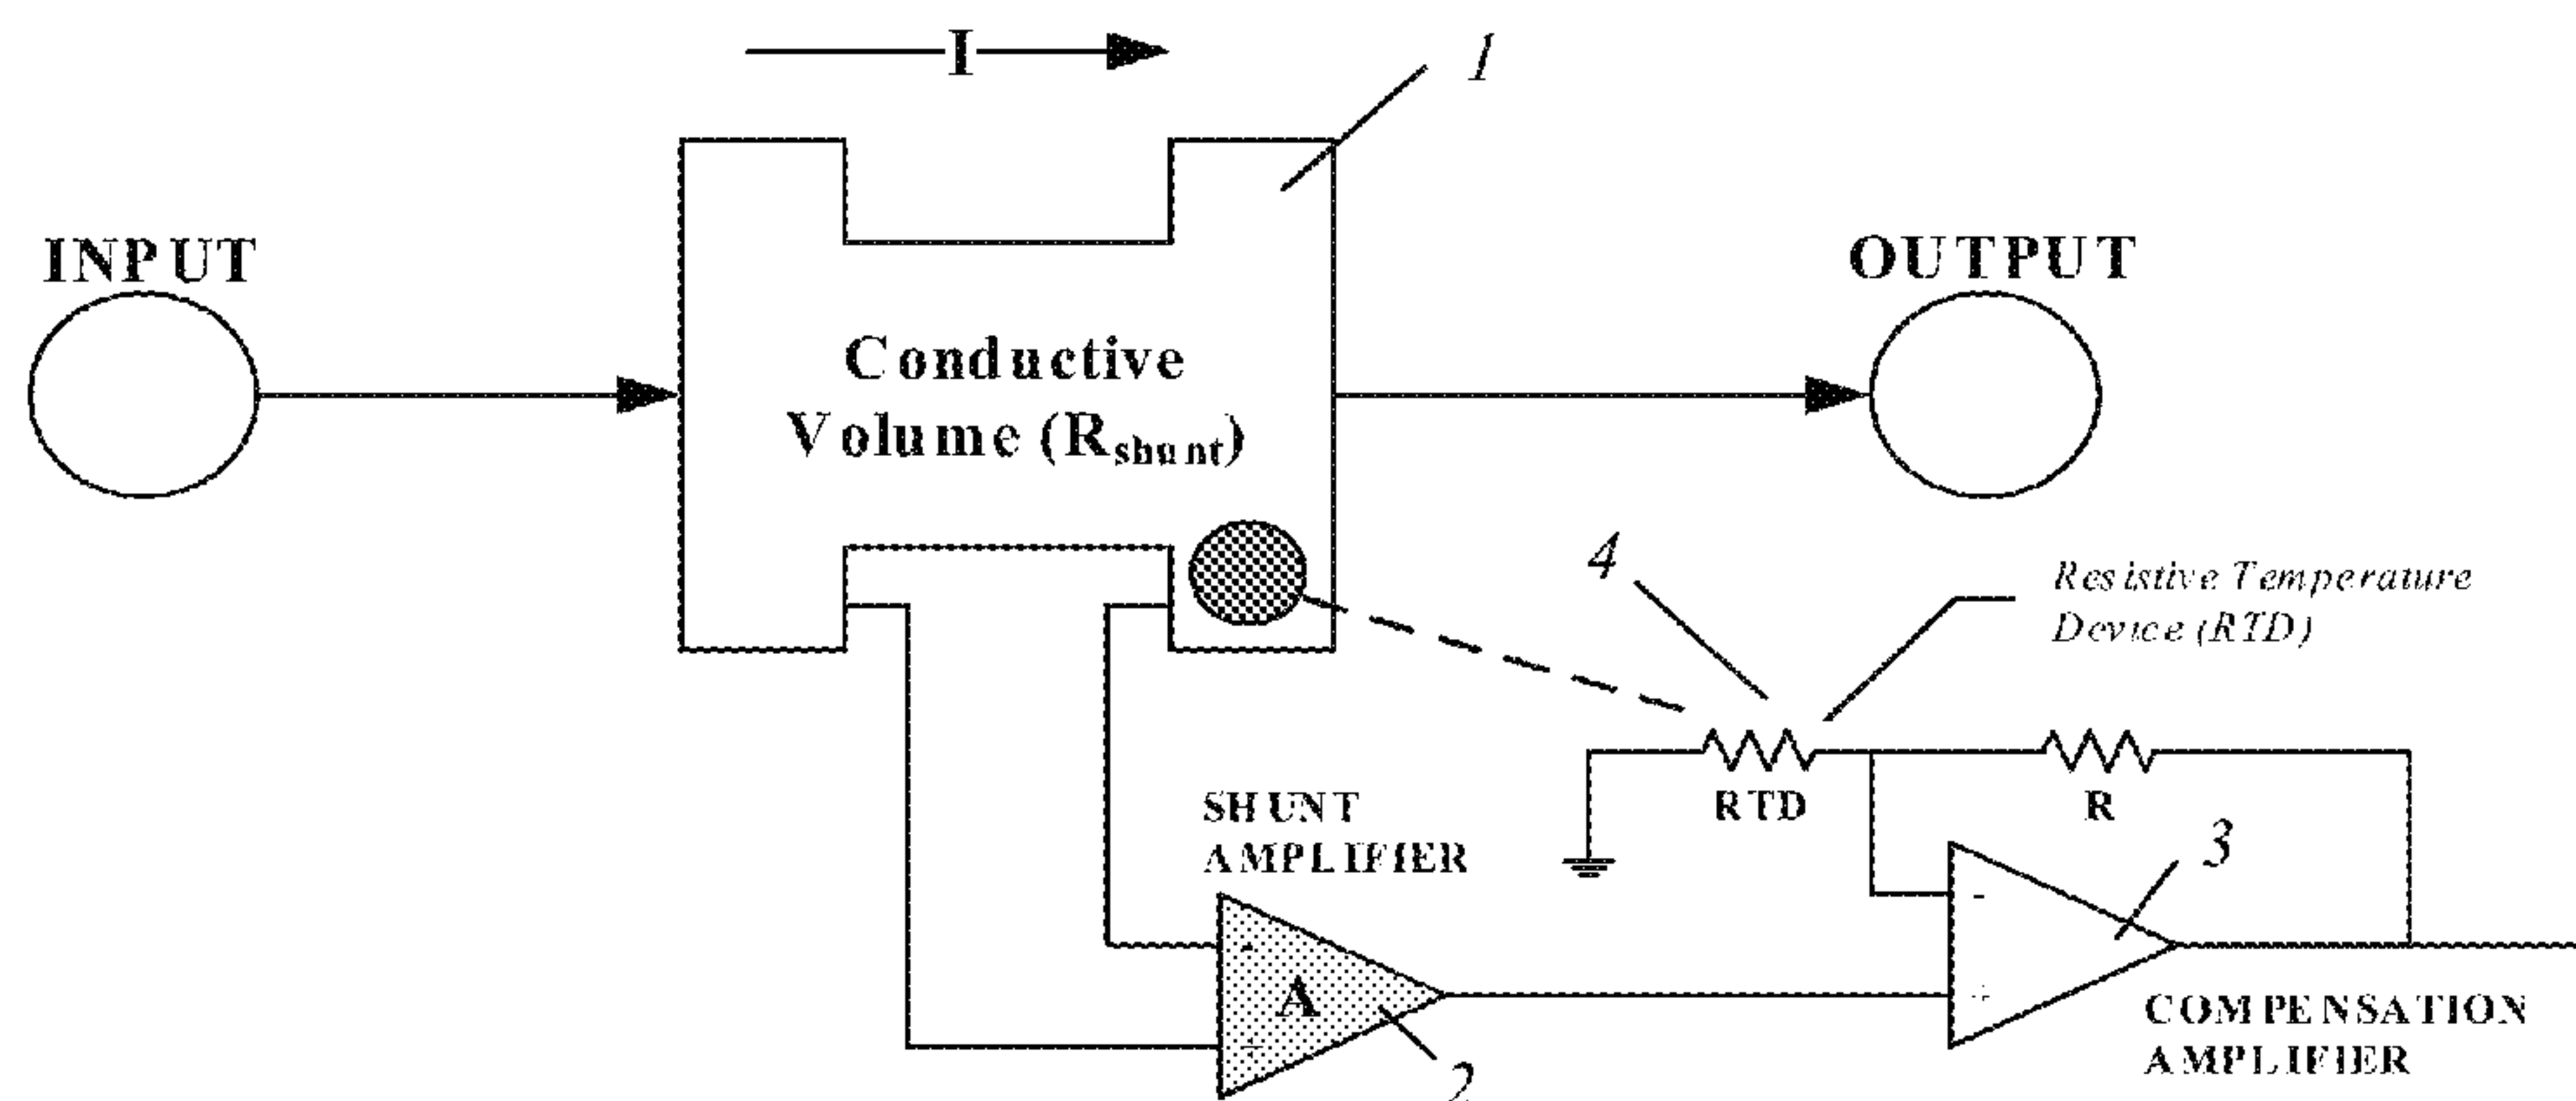 I
1
INPUT
OUTPUT
Conductive
Volume (Rshunt)
4
Resistive Temperature
Device (RTD)
RTD
R
SHUNT
AMPLIFIER
3
-
+
-
A
+
2
COMPENSATION
AMPLIFIER